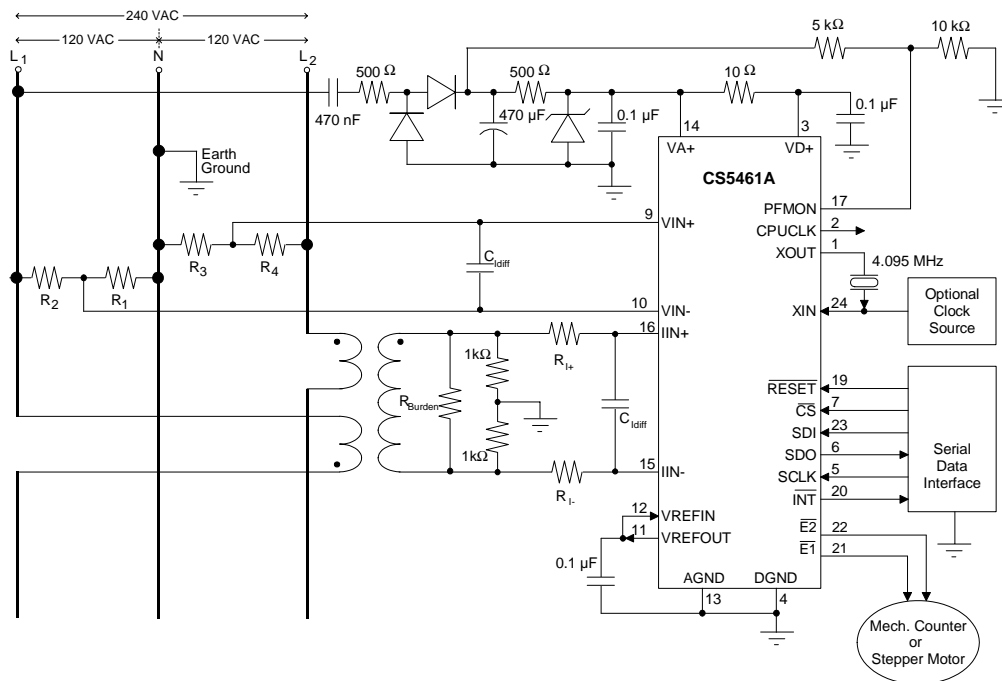 240 VAC
120 VAC
120 VAC
L1
N
L2
5 kΩ
10 kΩ
500 Ω
500 Ω
10 Ω
470 nF
470 µF
0.1 µF
0.1 µF
14
3
VA+
VD+
Earth
Ground
CS5461A
PFMON
17
CPUCLK
2
XOUT
1
4.095 MHz
XIN
24
Optional
Clock
Source
9
VIN+
R3
R4
CIdiff
R2
R1
10
VIN-
16
IIN+
1kΩ
RI+
RBurden
CIdiff
1kΩ
RI-
15
IIN-
RESET
19
CS
7
SDI
23
SDO
6
SCLK
5
INT
20
Serial
Data
Interface
12
VREFIN
11
VREFOUT
E2
22
E1
21
0.1 µF
AGND
DGND
13
4
Mech. Counter
or
Stepper Motor